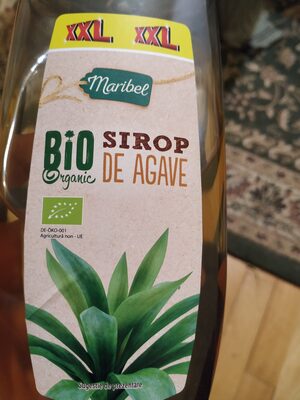 XXL XXL
Maribel
BIO
Organic
SIROP
DE AGAVE
DE-ÖKO-001
Agricultură non - UE
Sugestie de prezentare